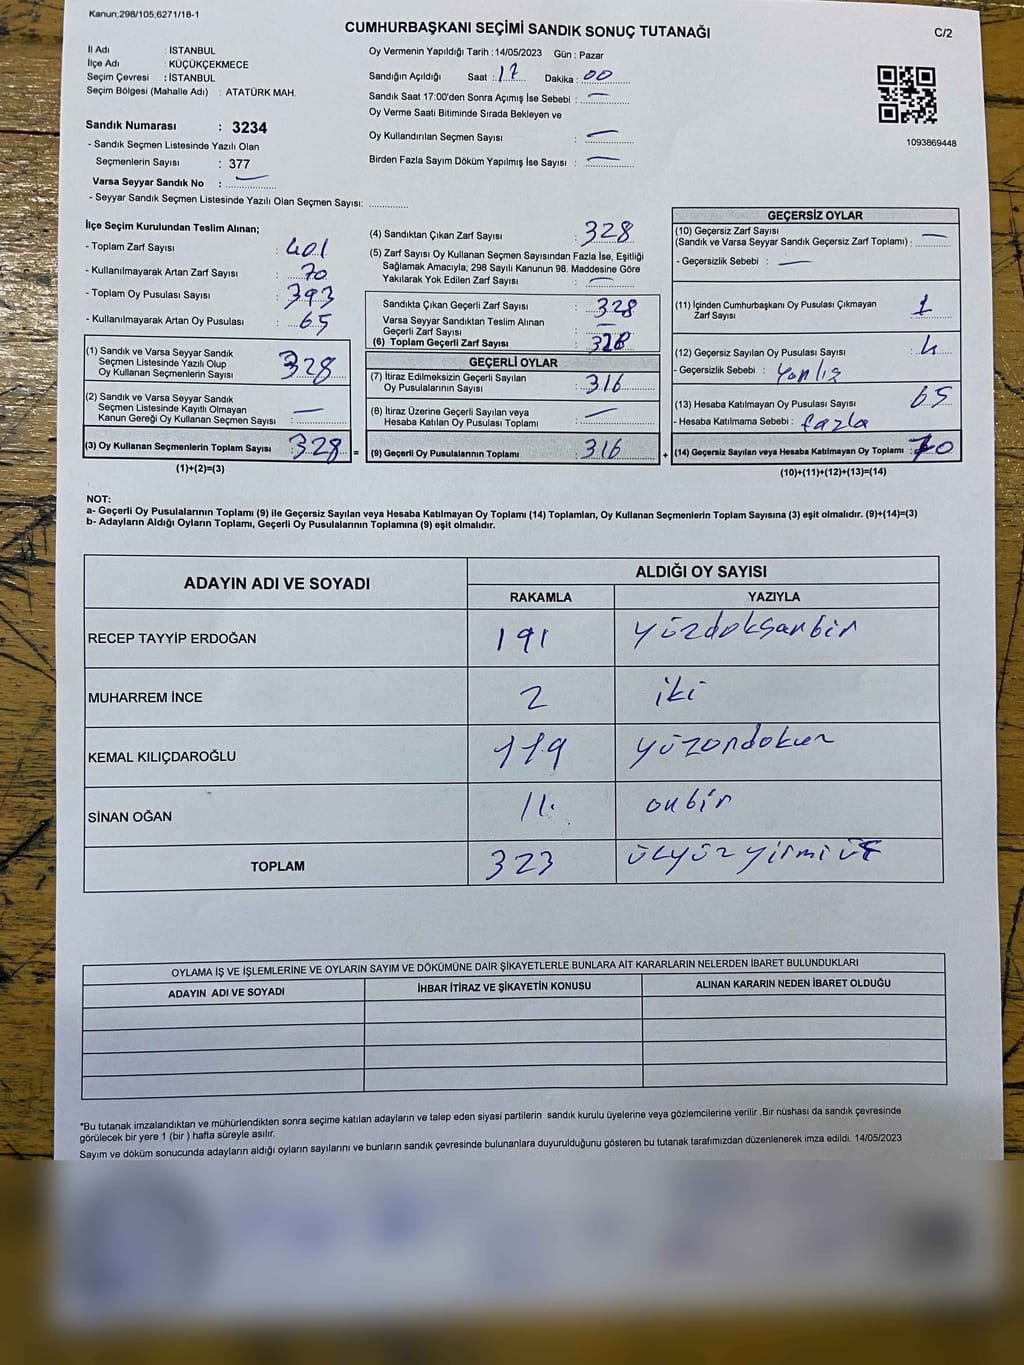 Kanun;298/105;6271/18-1
CUMHURBAŞKANI SEÇİMİ SANDIK SONUÇ TUTANAĞI
C/2
İl Adı : İSTANBUL
İlçe Adı : KÜÇÜKÇEKMECE
Seçim Çevresi : İSTANBUL
Seçim Bölgesi (Mahalle Adı) : ATATÜRK MAH.
Sandık Numarası : 3234
- Sandık Seçmen Listesinde Yazılı Olan
Seçmenlerin Sayısı : 377
Varsa Seyyar Sandık No : —
- Seyyar Sandık Seçmen Listesinde Yazılı Olan Seçmen Sayısı: ..............
Oy Vermenin Yapıldığı Tarih : 14/05/2023 Gün : Pazar
Sandığın Açıldığı Saat : 17 Dakika : 00
Sandık Saat 17:00'den Sonra Açımış İse Sebebi : —
Oy Verme Saati Bitiminde Sırada Bekleyen ve
Oy Kullandırılan Seçmen Sayısı : —
Birden Fazla Sayım Döküm Yapılmış İse Sayısı : —
1093869448
İlçe Seçim Kurulundan Teslim Alınan;
- Toplam Zarf Sayısı : 401
- Kullanılmayarak Artan Zarf Sayısı : 70
- Toplam Oy Pusulası Sayısı : 393
- Kullanılmayarak Artan Oy Pusulası : 65
(1) Sandık ve Varsa Seyyar Sandık
Seçmen Listesinde Yazılı Olup
Oy Kullanan Seçmenlerin Sayısı : 328
(2) Sandık ve Varsa Seyyar Sandık
Seçmen Listesinde Kayıtlı Olmayan
Kanun Gereği Oy Kullanan Seçmen Sayısı : —
(3) Oy Kullanan Seçmenlerin Toplam Sayısı : 328 =
(1)+(2)=(3)
(4) Sandıktan Çıkan Zarf Sayısı : 328
(5) Zarf Sayısı Oy Kullanan Seçmen Sayısından Fazla İse, Eşitliği
Sağlamak Amacıyla; 298 Sayılı Kanunun 98. Maddesine Göre
Yakılarak Yok Edilen Zarf Sayısı : —
Sandıkta Çıkan Geçerli Zarf Sayısı : 328
Varsa Seyyar Sandıktan Teslim Alınan
Geçerli Zarf Sayısı : —
(6) Toplam Geçerli Zarf Sayısı : 328
GEÇERLİ OYLAR
(7) İtiraz Edilmeksizin Geçerli Sayılan
Oy Pusulalarının Sayısı : 316
(8) İtiraz Üzerine Geçerli Sayılan veya
Hesaba Katılan Oy Pusulası Toplamı : —
(9) Geçerli Oy Pusulalarının Toplamı : 316 +
GEÇERSİZ OYLAR
(10) Geçersiz Zarf Sayısı
(Sandık ve Varsa Seyyar Sandık Geçersiz Zarf Toplamı) : —
- Geçersizlik Sebebi : —
(11) İçinden Cumhurbaşkanı Oy Pusulası Çıkmayan
Zarf Sayısı : 1
(12) Geçersiz Sayılan Oy Pusulası Sayısı : 4
- Geçersizlik Sebebi : Yanlış
(13) Hesaba Katılmayan Oy Pusulası Sayısı : 65
- Hesaba Katılmama Sebebi : fazla
(14) Geçersiz Sayılan veya Hesaba Katılmayan Oy Toplamı : 70
(10)+(11)+(12)+(13)=(14)
NOT:
a- Geçerli Oy Pusulalarının Toplamı (9) ile Geçersiz Sayılan veya Hesaba Katılmayan Oy Toplamı (14) Toplamları, Oy Kullanan Seçmenlerin Toplam Sayısına (3) eşit olmalıdır. (9)+(14)=(3)
b- Adayların Aldığı Oyların Toplamı, Geçerli Oy Pusulalarının Toplamına (9) eşit olmalıdır.
ADAYIN ADI VE SOYADI ALDIĞI OY SAYISI
RAKAMLA YAZIYLA
RECEP TAYYİP ERDOĞAN 191 yüzdoksanbir
MUHARREM İNCE 2 iki
KEMAL KILIÇDAROĞLU 119 yüzondokuz
SİNAN OĞAN 11 onbir
TOPLAM 323 üçyüz yirmi üç
OYLAMA İŞ VE İŞLEMLERİNE VE OYLARIN SAYIM VE DÖKÜMÜNE DAİR ŞİKAYETLERLE BUNLARA AİT KARARLARIN NELERDEN İBARET BULUNDUKLARI
ADAYIN ADI VE SOYADI İHBAR İTİRAZ VE ŞİKAYETİN KONUSU ALINAN KARARIN NEDEN İBARET OLDUĞU
*Bu tutanak imzalandıktan ve mühürlendikten sonra seçime katılan adayların ve talep eden siyasi partilerin sandık kurulu üyelerine veya gözlemcilerine verilir .Bir nüshası da sandık çevresinde
görülecek bir yere 1 (bir ) hafta süreyle asılır.
Sayım ve döküm sonucunda adayların aldığı oyların sayılarını ve bunların sandık çevresinde bulunanlara duyurulduğunu gösteren bu tutanak tarafımızdan düzenlenerek imza edildi. 14/05/2023